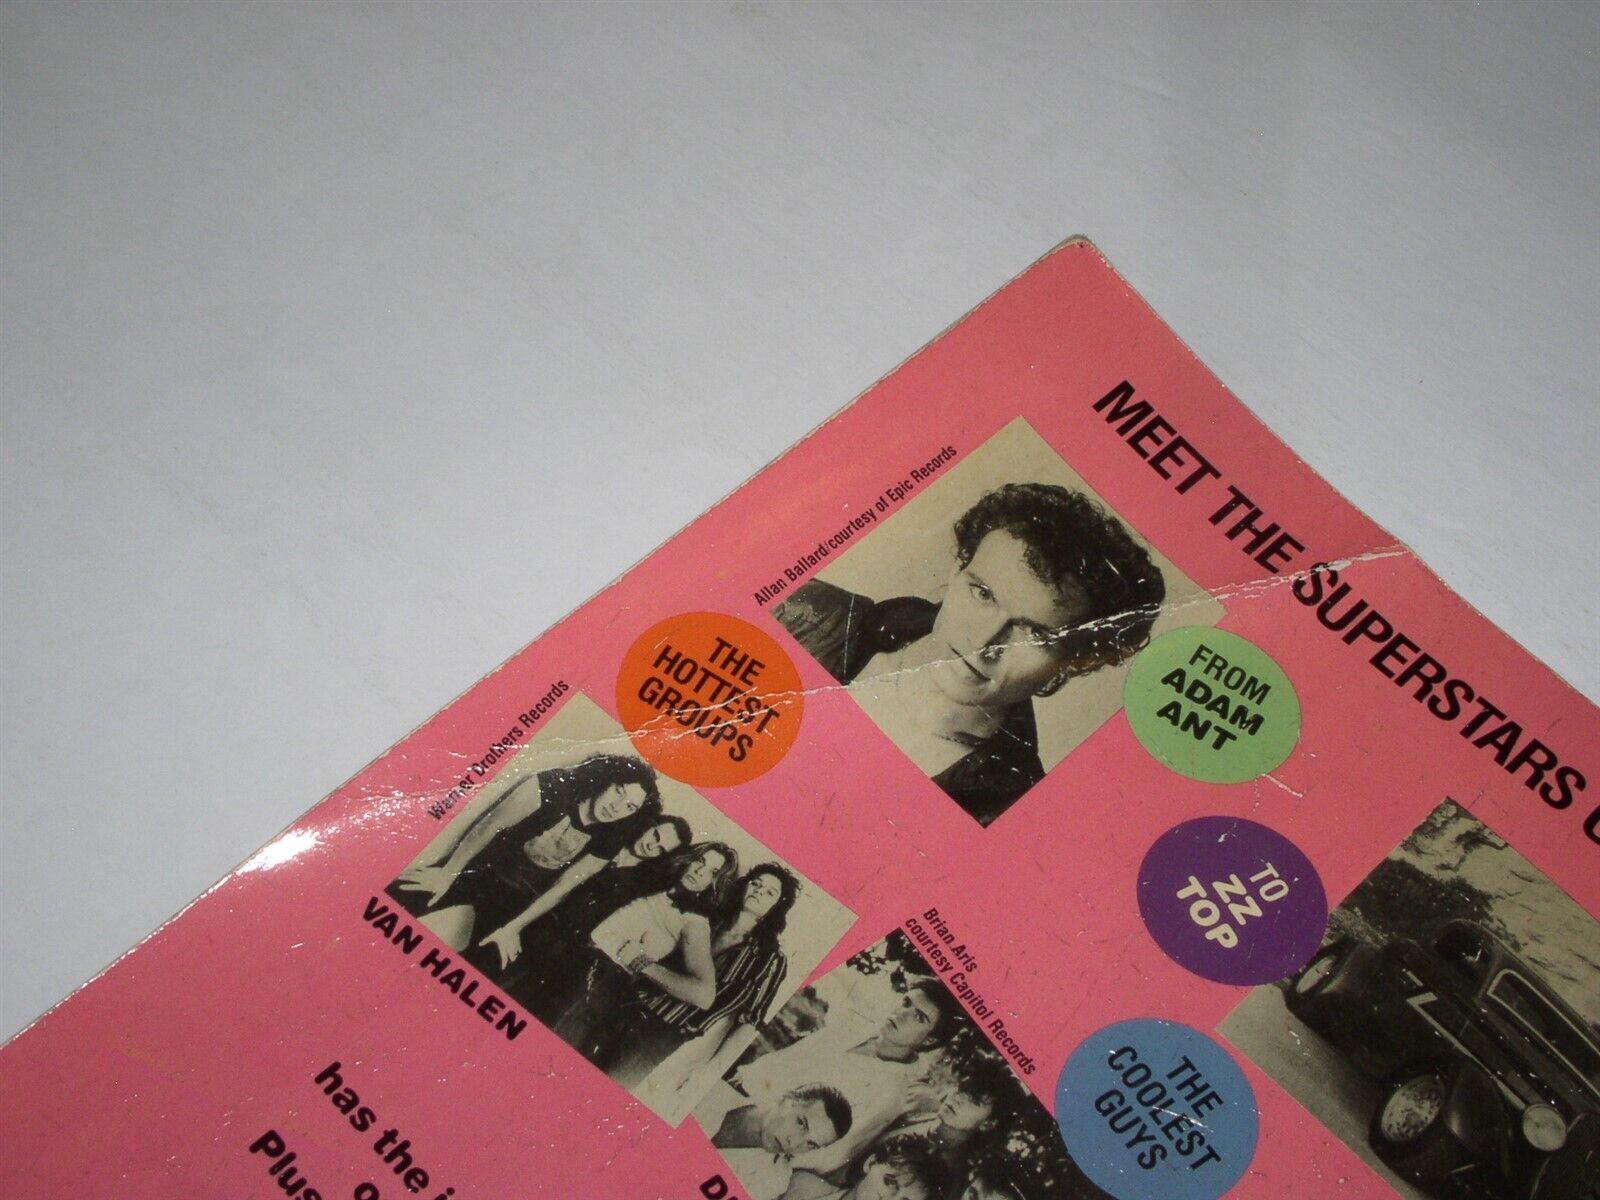 MEET THE SUPERSTARS
Allan Ballard/courtesy of Epic Records
FROM
ADAM
ANT
THE
HOTTEST
GROUPS
Warner Brothers Records
VAN HALEN
TO
ZZ
TOP
Brian Aris
courtesy Capitol Records
THE
COOLEST
GUYS
has the
Plus